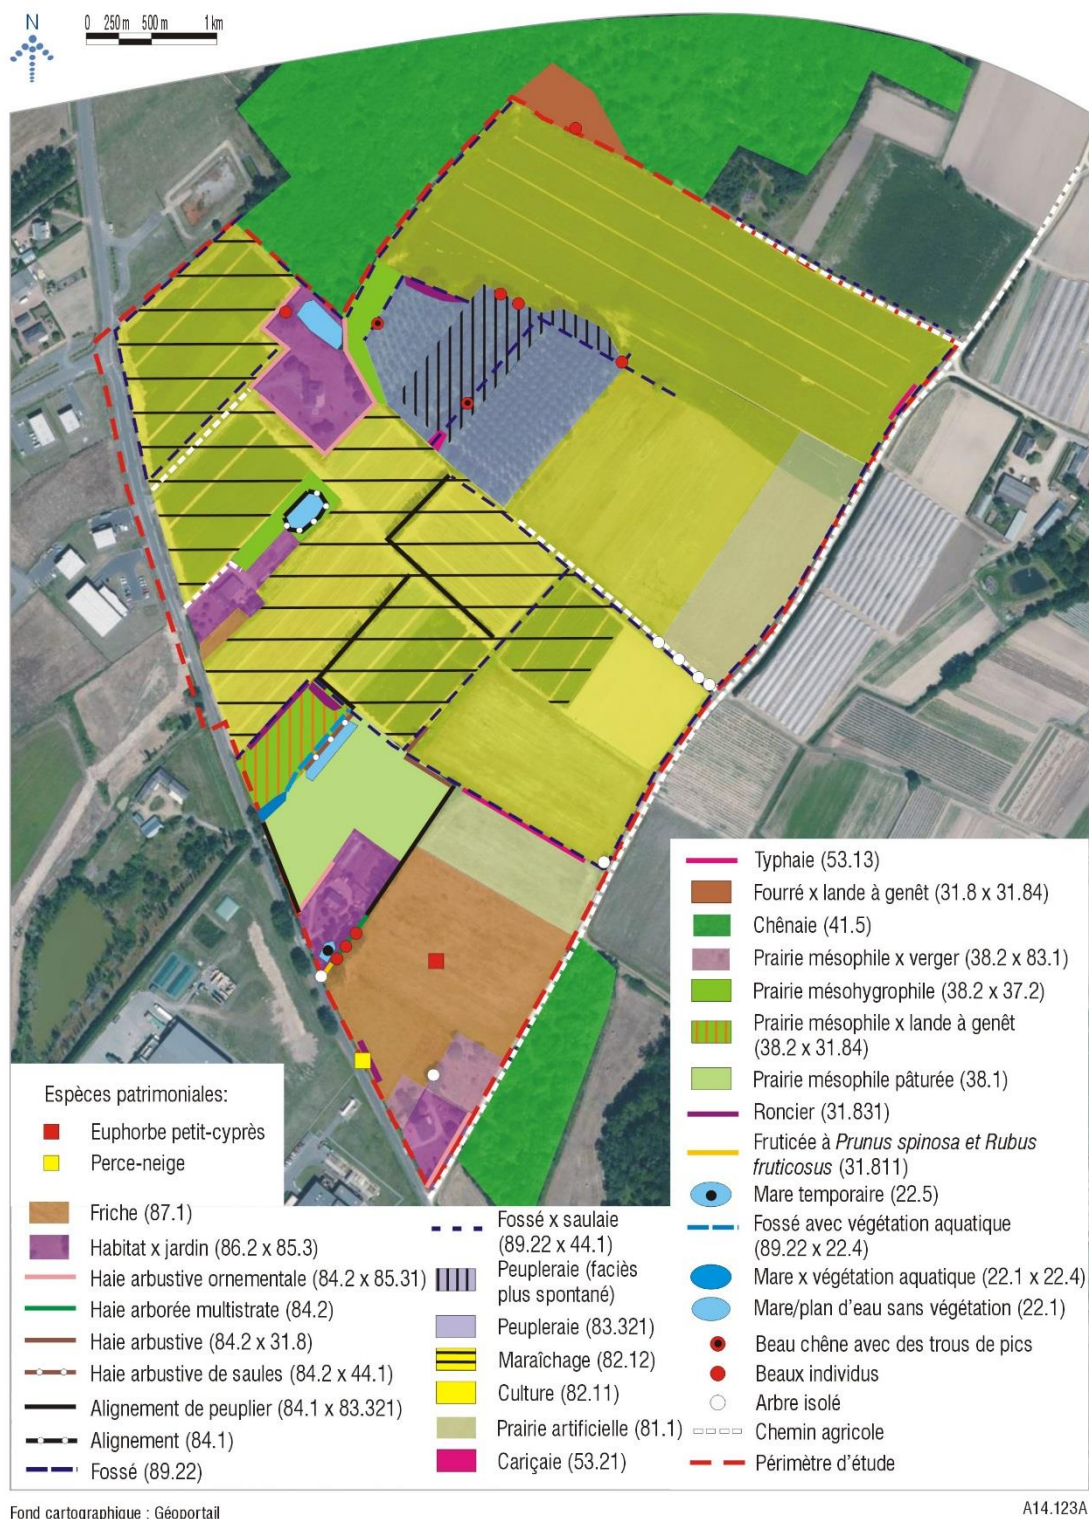 N
0 250 m 500 m 1 km
Typhaie (53.13)
Fourré x lande à genêt (31.8 x 31.84)
Chênaie (41.5)
Prairie mésophile x verger (38.2 x 83.1)
Prairie mésohygrophile (38.2 x 37.2)
Prairie mésophile x lande à genêt
(38.2 x 31.84)
Prairie mésophile pâturée (38.1)
Roncier (31.831)
Fruticée à Prunus spinosa et Rubus
fruticosus (31.811)
Mare temporaire (22.5)
Fossé avec végétation aquatique
(89.22 x 22.4)
Mare x végétation aquatique (22.1 x 22.4)
Mare/plan d'eau sans végétation (22.1)
Beau chêne avec des trous de pics
Beaux individus
Arbre isolé
Chemin agricole
Périmètre d'étude
Espèces patrimoniales:
Euphorbe petit-cyprès
Perce-neige
Friche (87.1)
Habitat x jardin (86.2 x 85.3)
Haie arbustive ornementale (84.2 x 85.31)
Haie arborée multistrate (84.2)
Haie arbustive (84.2 x 31.8)
Haie arbustive de saules (84.2 x 44.1)
Alignement de peuplier (84.1 x 83.321)
Alignement (84.1)
Fossé (89.22)
Fossé x saulaie
(89.22 x 44.1)
Peupleraie (faciès
plus spontané)
Peupleraie (83.321)
Maraîchage (82.12)
Culture (82.11)
Prairie artificielle (81.1)
Cariçaie (53.21)
Fond cartographique : Géoportail
A14.123A